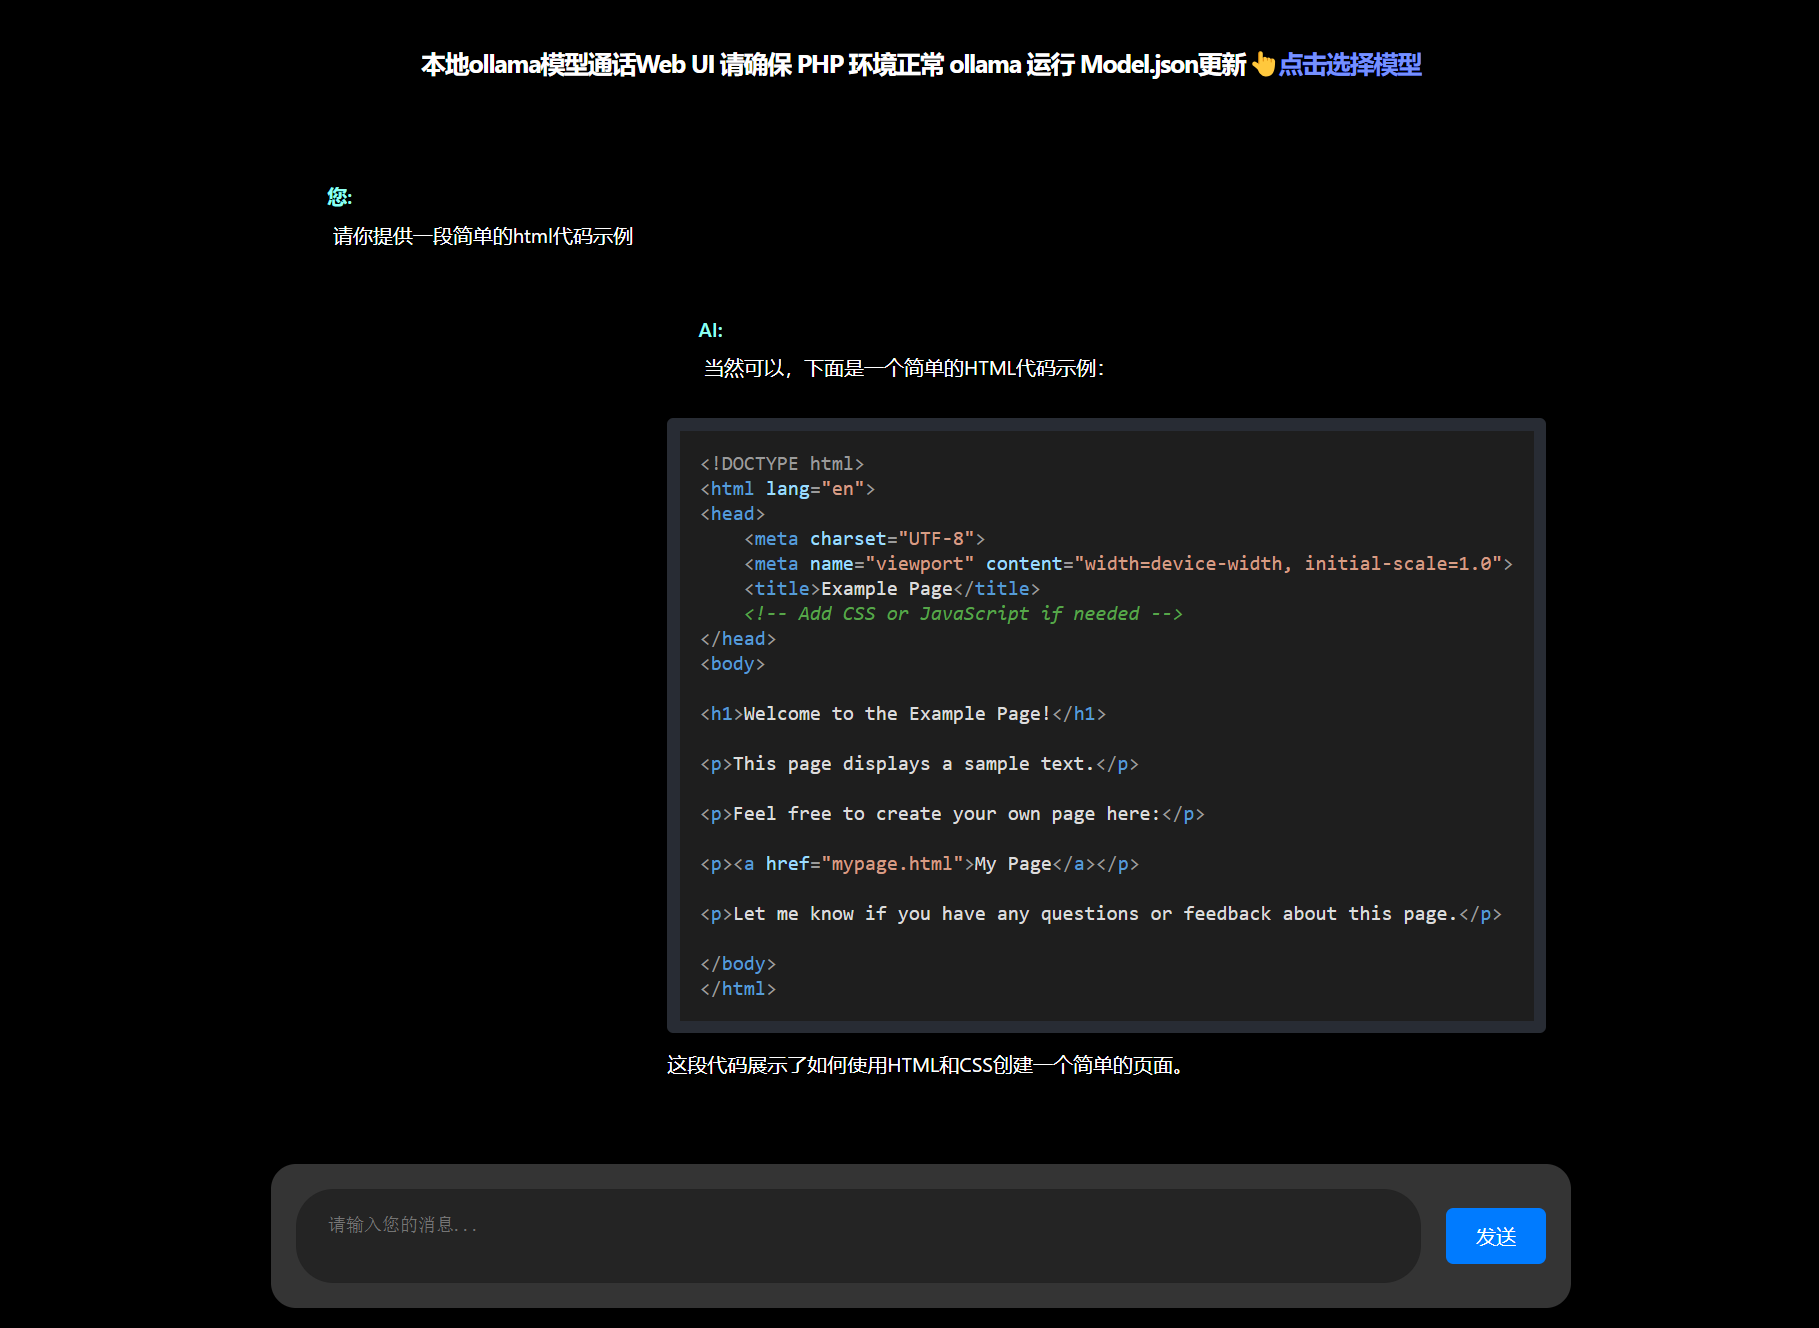 本地ollama模型通话Web UI 请确保 PHP 环境正常 ollama 运行 Model.json更新 👆点击选择模型
您:
请你提供一段简单的html代码示例
AI:
当然可以，下面是一个简单的HTML代码示例：
<!DOCTYPE html>
<html lang="en">
<head>
    <meta charset="UTF-8">
    <meta name="viewport" content="width=device-width, initial-scale=1.0">
    <title>Example Page</title>
    <!-- Add CSS or JavaScript if needed -->
</head>
<body>
<h1>Welcome to the Example Page!</h1>
<p>This page displays a sample text.</p>
<p>Feel free to create your own page here:</p>
<p><a href="mypage.html">My Page</a></p>
<p>Let me know if you have any questions or feedback about this page.</p>
</body>
</html>
这段代码展示了如何使用HTML和CSS创建一个简单的页面。
请输入您的消息...
发送